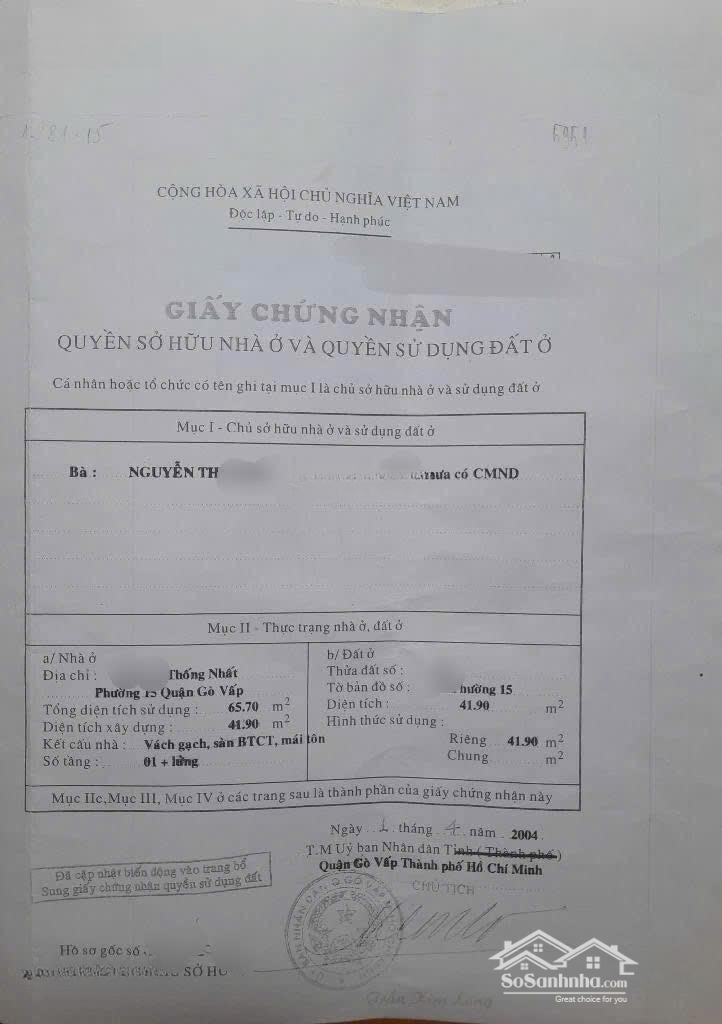 CỘNG HÒA XÃ HỘI CHỦ NGHĨA VIỆT NAM
Độc lập - Tự do - Hạnh phúc
GIẤY CHỨNG NHẬN
QUYỀN SỞ HỮU NHÀ Ở VÀ QUYỀN SỬ DỤNG ĐẤT Ở
Cá nhân hoặc tổ chức có tên ghi tại mục I là chủ sở hữu nhà ở và sử dụng đất ở
Mục I - Chủ sở hữu nhà ở và sử dụng đất ở
Bà : NGUYỄN TH có CMND
Mục II - Thực trạng nhà ở, đất ở
a/ Nhà ở
Địa chỉ : Thống Nhất
Phường 15 Quận Gò Vấp
Tổng diện tích sử dụng : 65.70 m2
Diện tích xây dựng : 41.90 m2
Kết cấu nhà : Vách gạch, sàn BTCT, mái tôn
Số tầng : 01 + lửng
b/ Đất ở
Thửa đất số :
Tờ bản đồ số : 15
Diện tích : 41.90 m2
Hình thức sử dụng :
Riêng 41.90 m2
Chung m2
Mục IIc,Mục III, Mục IV ở các trang sau là thành phần của giấy chứng nhận này
Ngày 1 tháng 4 năm 2004
T.M Uỷ ban Nhân dân Tỉnh ( Thành phố )
Quận Gò Vấp Thành phố Hồ Chí Minh
CHỦ TỊCH
Đã cập nhật biến động vào trang bổ
Sung giấy chứng nhận quyền sử dụng đất
Hồ sơ gốc số
SỞ
SoSanhnha.com
Great choice for you